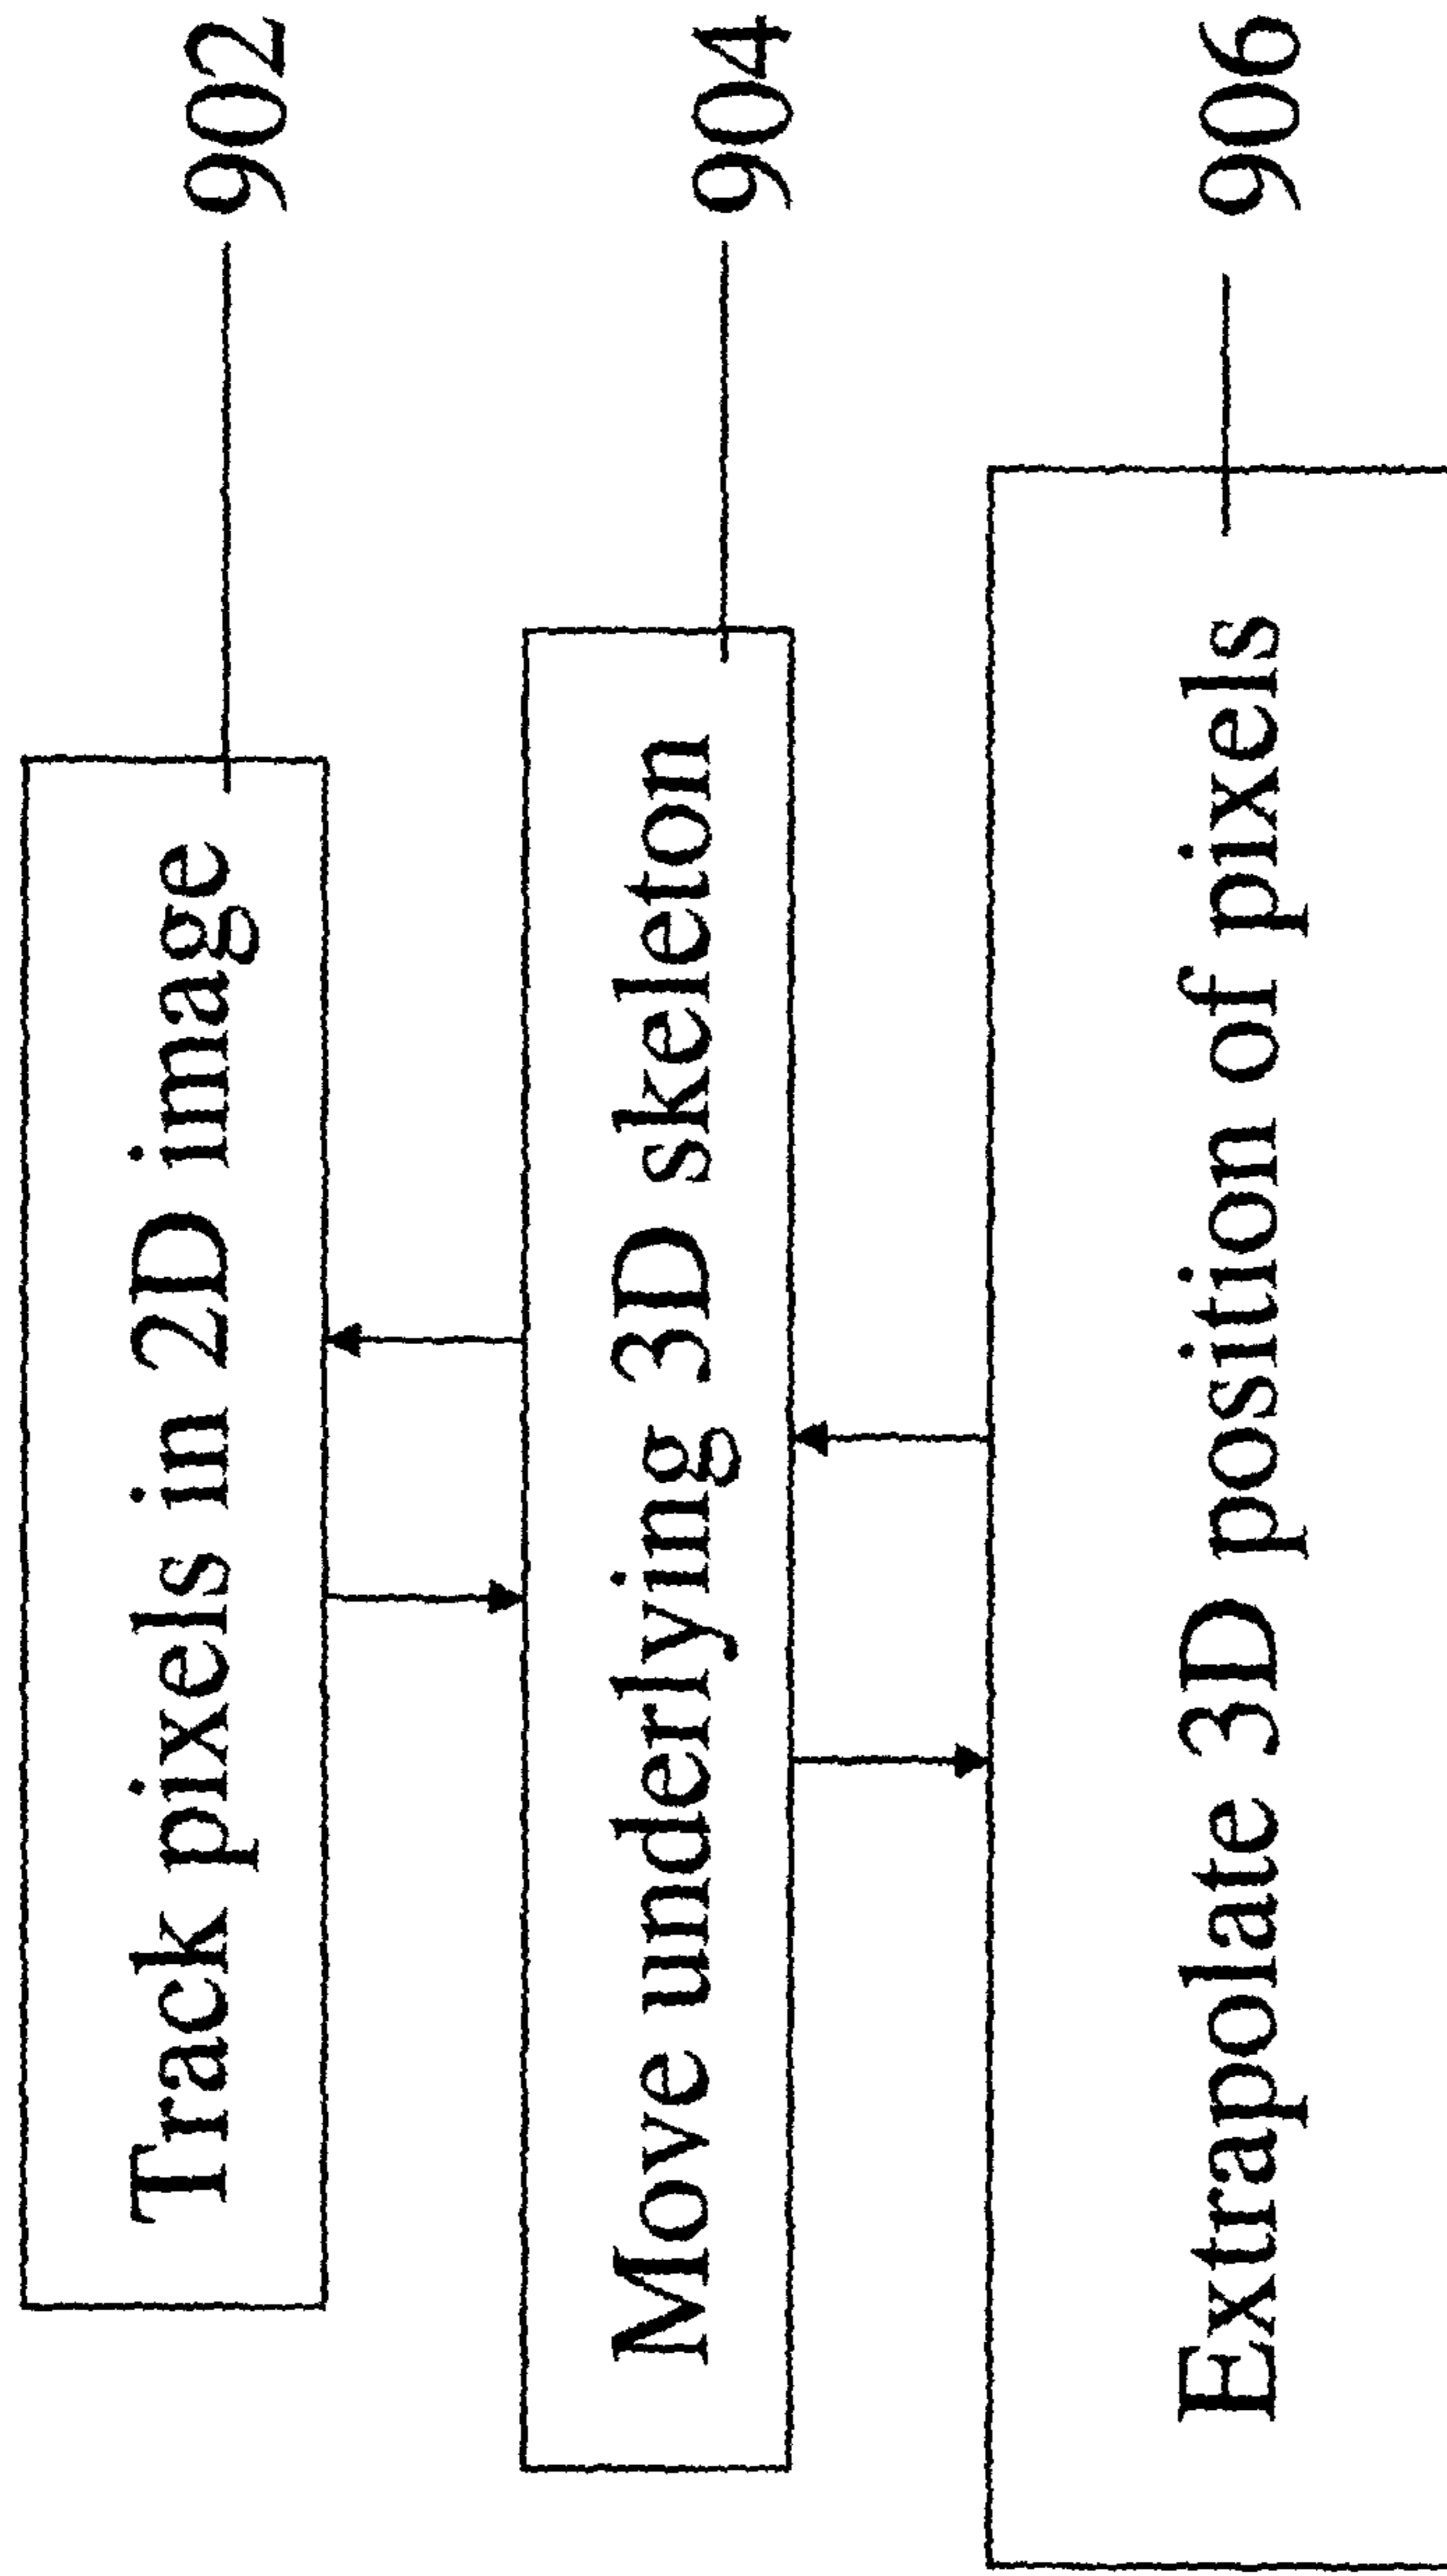 Track pixels in 2D image
902
Move underlying 3D skeleton
904
Extrapolate 3D position of pixels
906